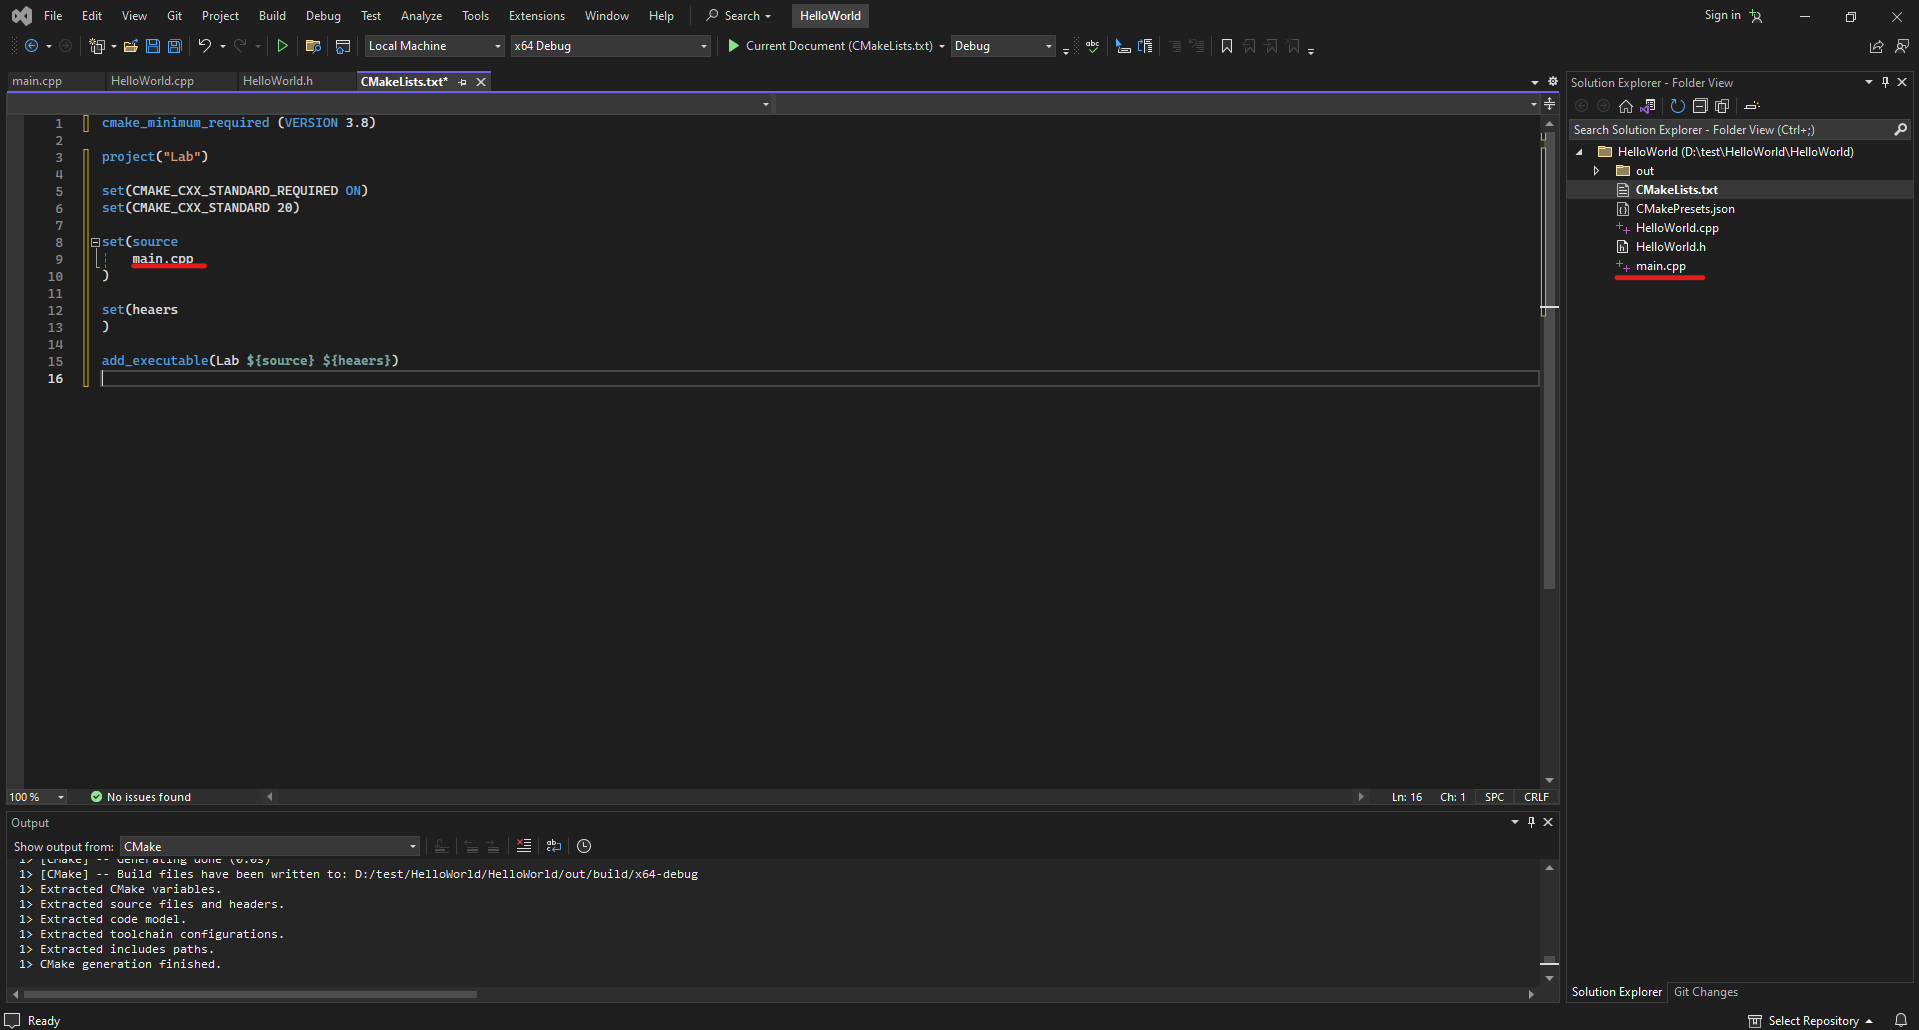 File Edit View Git Project Build Debug Test Analyze Tools Extensions Window Help Search HelloWorld Sign in
Local Machine x64 Debug Current Document (CMakeLists.txt) Debug
main.cpp HelloWorld.cpp HelloWorld.h CMakeLists.txt*
1 cmake_minimum_required (VERSION 3.8)
2
3 project("Lab")
4
5 set(CMAKE_CXX_STANDARD_REQUIRED ON)
6 set(CMAKE_CXX_STANDARD 20)
7
8 set(source
9 main.cpp
10 )
11
12 set(heaers
13 )
14
15 add_executable(Lab ${source} ${heaers})
16
100 % No issues found Ln: 16 Ch: 1 SPC CRLF
Output
Show output from: CMake
1> [CMake] -- Generating done (0.0s)
1> [CMake] -- Build files have been written to: D:/test/HelloWorld/HelloWorld/out/build/x64-debug
1> Extracted CMake variables.
1> Extracted source files and headers.
1> Extracted code model.
1> Extracted toolchain configurations.
1> Extracted includes paths.
1> CMake generation finished.
Solution Explorer - Folder View
Search Solution Explorer - Folder View (Ctrl+;)
HelloWorld (D:\test\HelloWorld\HelloWorld)
out
CMakeLists.txt
CMakePresets.json
HelloWorld.cpp
HelloWorld.h
main.cpp
Solution Explorer Git Changes
Ready Select Repository